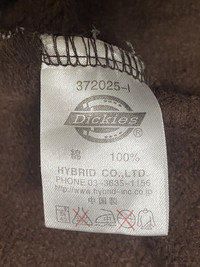 372025-I
Dickies
綿 100%
HYBRID CO.,LTD.
PHONE 03-3635-1156
http://www.hybrid-inc.co.jp
中国製